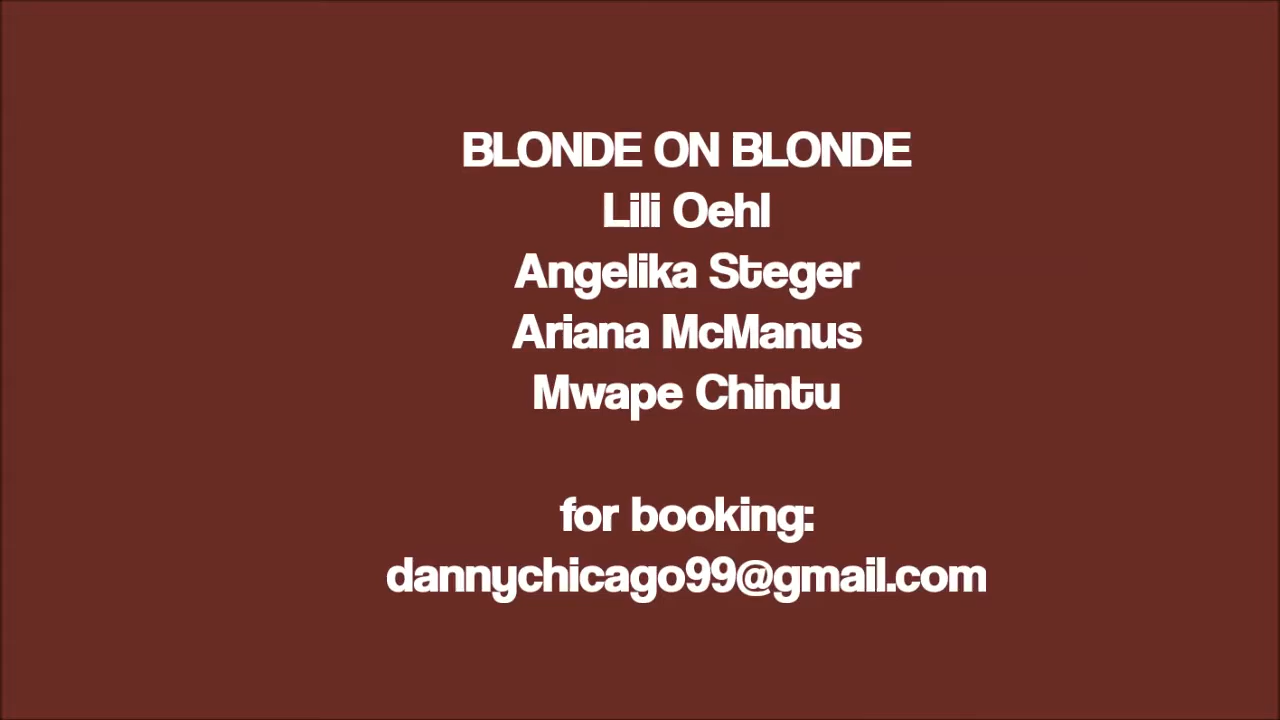 BLONDE ON BLONDE
Lili Oehl
Angelika Steger
Ariana McManus
Mwape Chintu
for booking:
dannychicago99@gmail.com